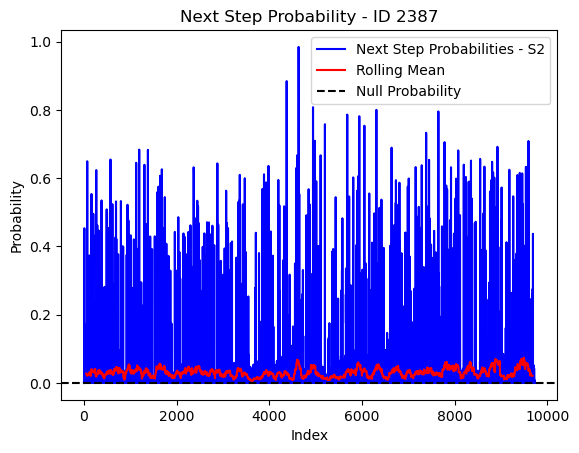 Next Step Probability - ID 2387
Next Step Probabilities - S2
Rolling Mean
Null Probability
Probability
1.0
0.8
0.6
0.4
0.2
0.0
0
2000
4000
6000
8000
10000
Index